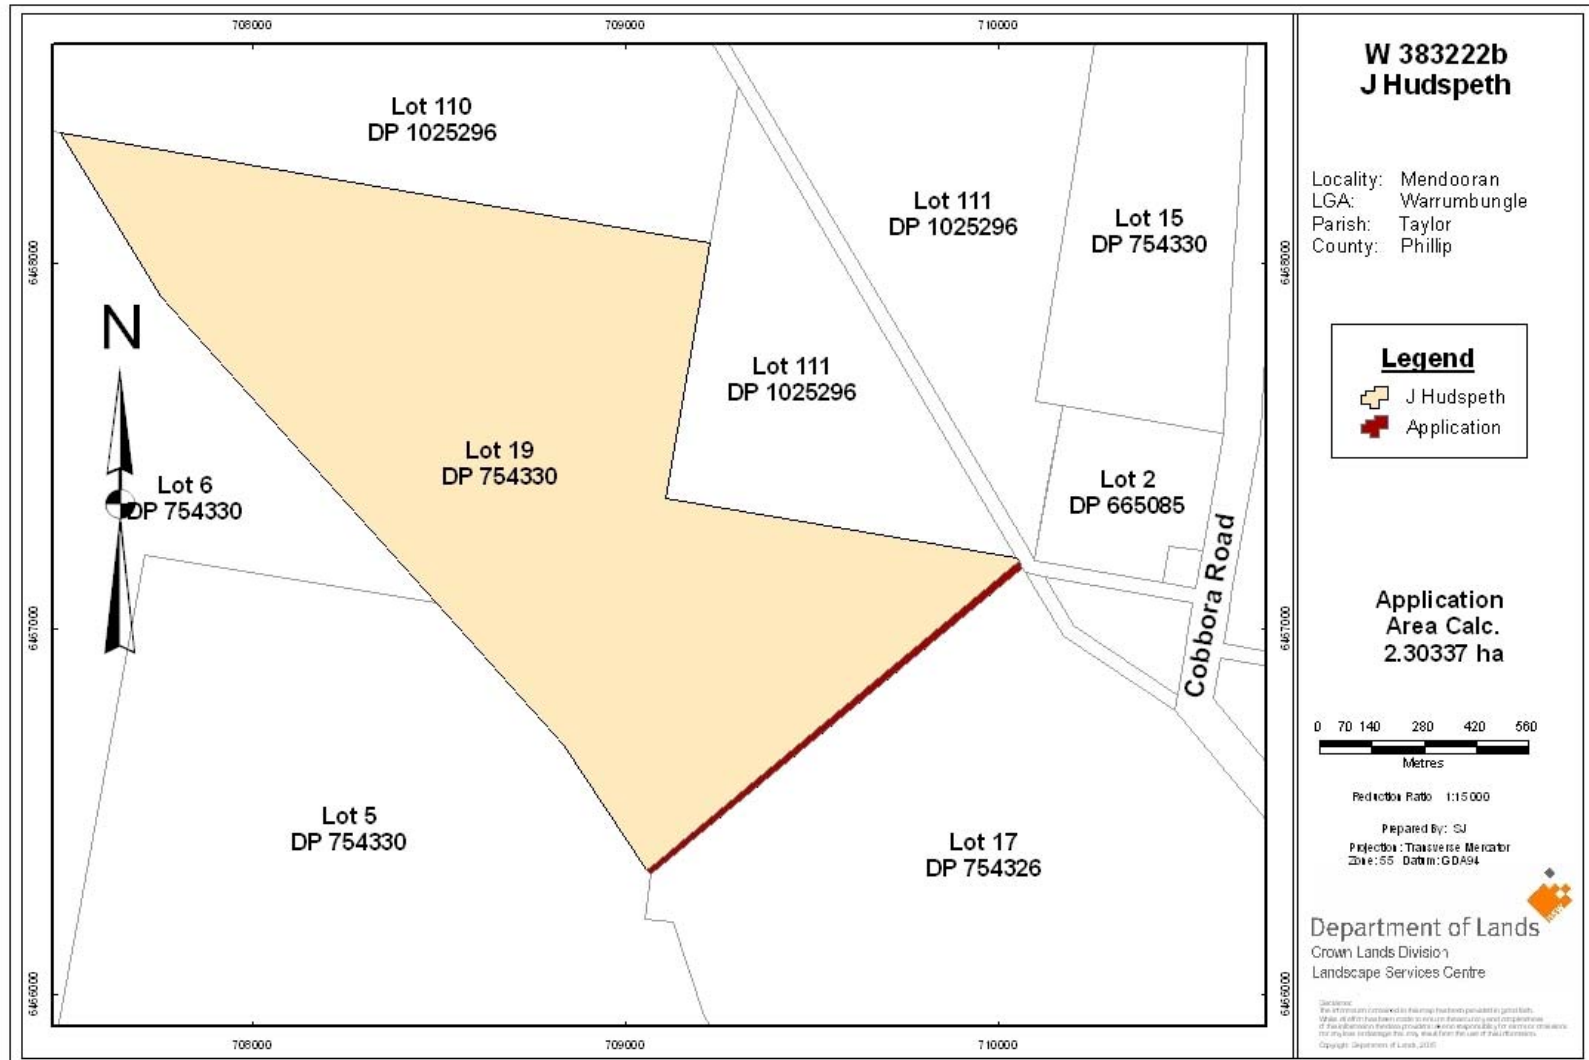 708000
709000
710000
W 383222b
J Hudspeth
Lot 110
DP 1025296
Locality: Mendooran
LGA: Warrumbungle
Parish: Taylor
County: Phillip
Lot 111
DP 1025296
Lot 15
DP 754330
6468000
6468000
N
Legend
J Hudspeth
Application
Lot 111
DP 1025296
Lot 19
DP 754330
Lot 6
DP 754330
Lot 2
DP 665085
Cobbora Road
6467000
6467000
Application
Area Calc.
2.30337 ha
0 70 140 280 420 560
Metres
Reduction Ratio 1:15000
Prepared By: SJ
Projection: Transverse Mercator
Zone: 55 Datum: GDA94
Lot 5
DP 754330
Lot 17
DP 754326
NSW
Department of Lands
Crown Lands Division
Landscape Services Centre
6466000
6466000
Disclaimer:
708000
709000
710000